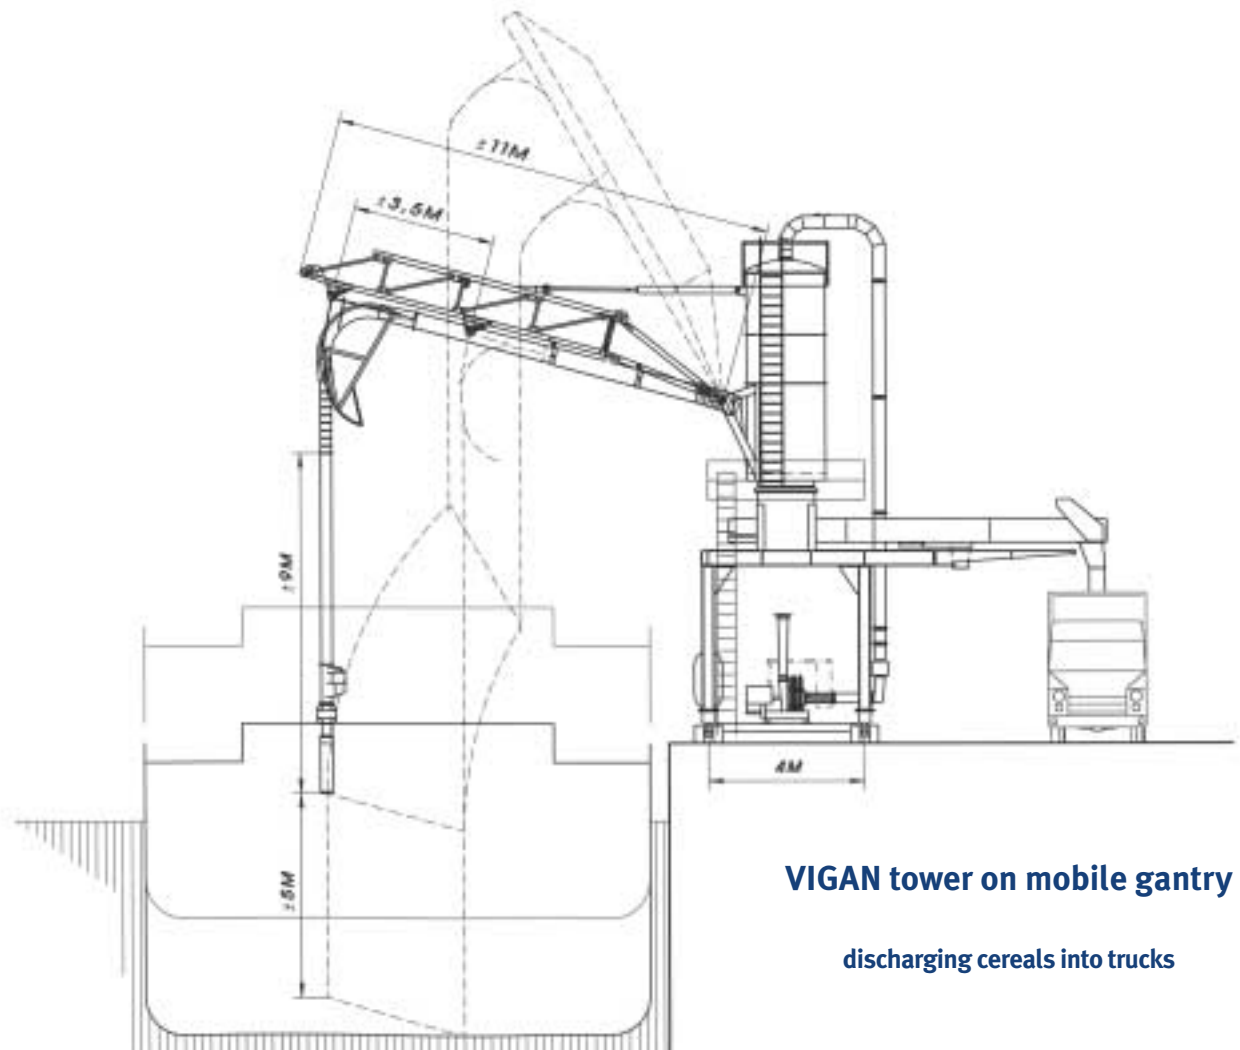 ±11M
±3,5M
±9M
4M
±5M
VIGAN tower on mobile gantry
discharging cereals into trucks